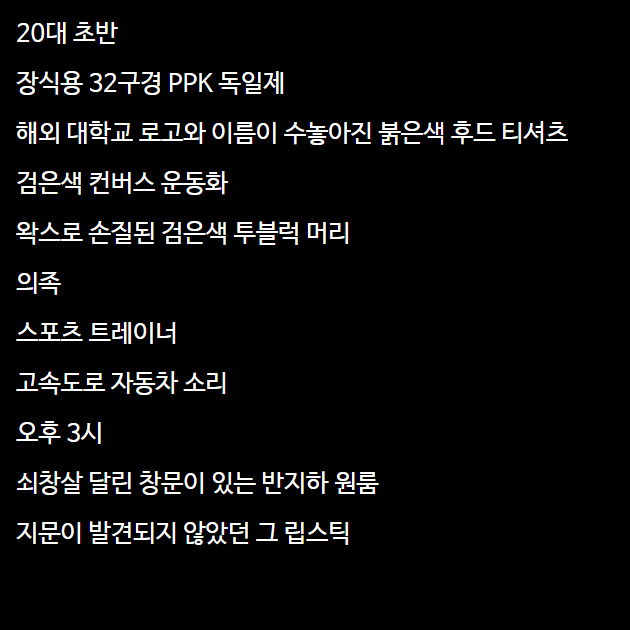 20대 초반
장식용 32구경 PPK 독일제
해외 대학교 로고와 이름이 수놓아진 붉은색 후드 티셔츠
검은색 컨버스 운동화
왁스로 손질된 검은색 투블럭 머리
의족
스포츠 트레이너
고속도로 자동차 소리
오후 3시
쇠창살 달린 창문이 있는 반지하 원룸
지문이 발견되지 않았던 그 립스틱